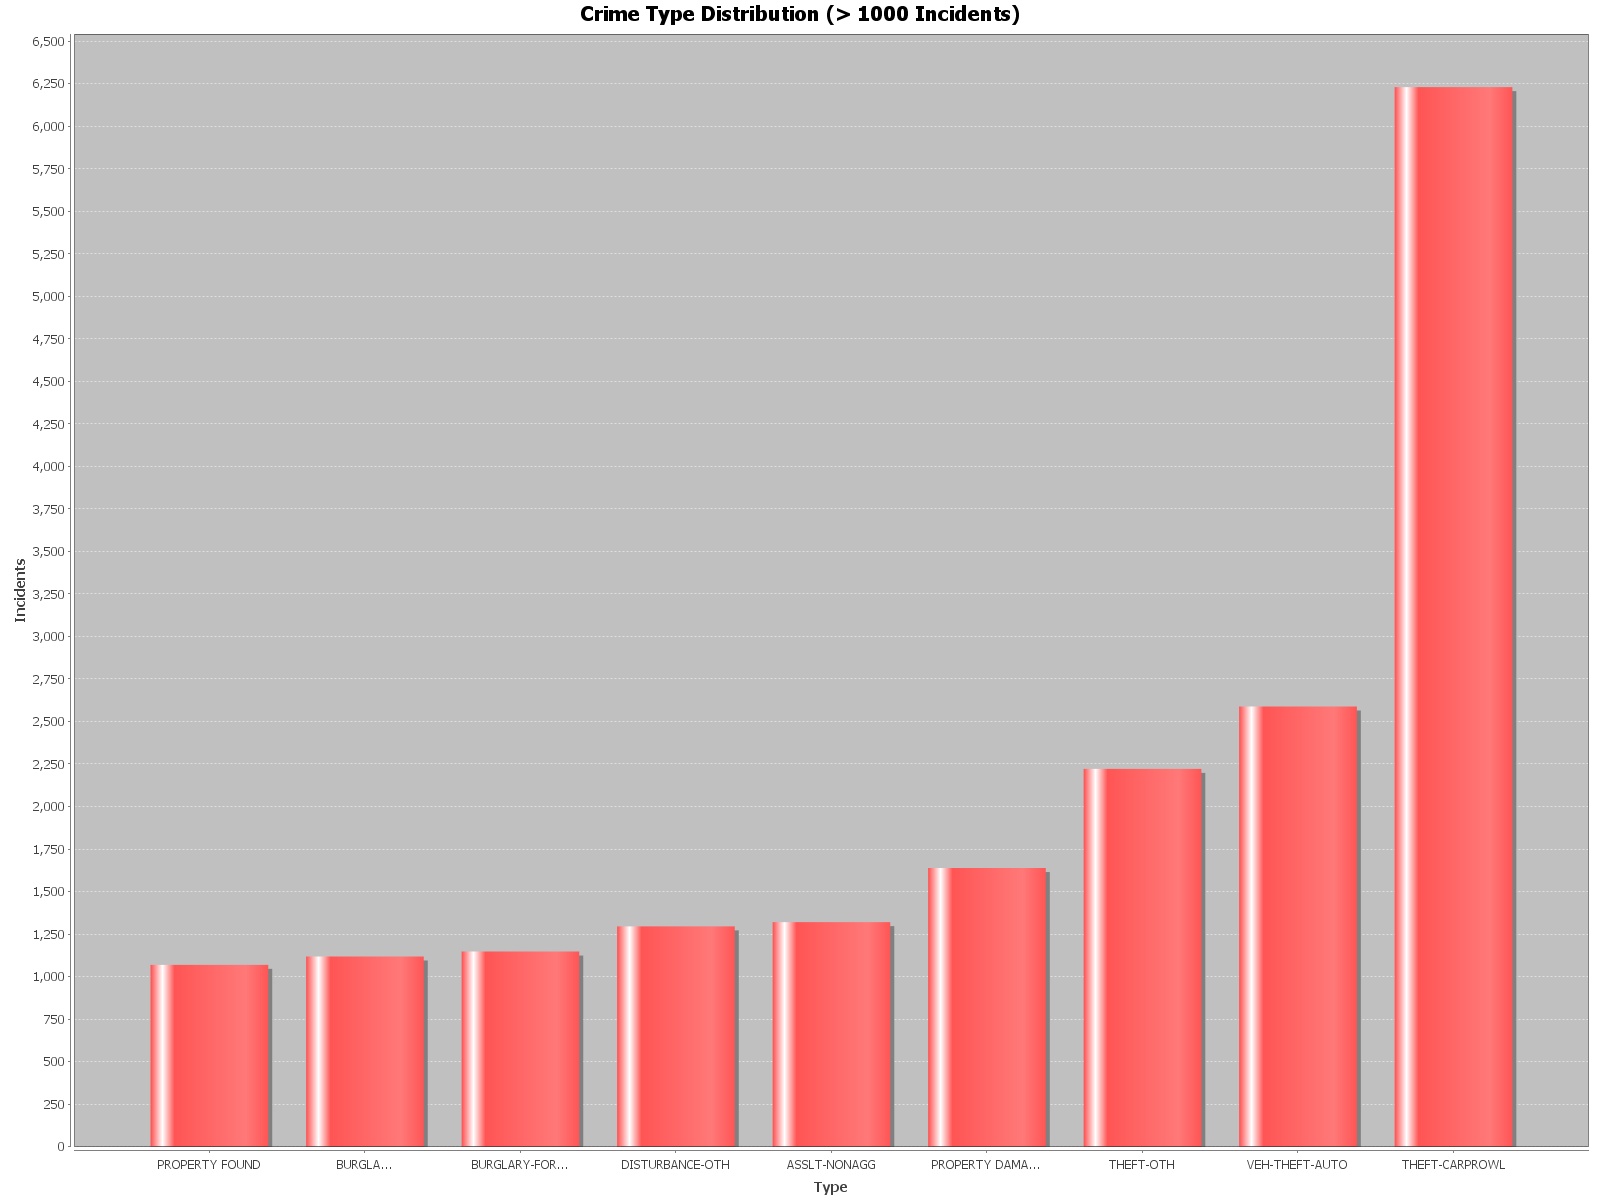 Crime Type Distribution (> 1000 Incidents)
6,500
6,250
6,000
5,750
5,500
5,250
5,000
4,750
4,500
4,250
4,000
3,750
3,500
3,250
3,000
2,750
2,500
2,250
2,000
1,750
1,500
1,250
1,000
750
500
250
0
Incidents
PROPERTY FOUND
BURGLA...
BURGLARY-FOR...
DISTURBANCE-OTH
ASSLT-NONAGG
PROPERTY DAMA...
THEFT-OTH
VEH-THEFT-AUTO
THEFT-CARPROWL
Type